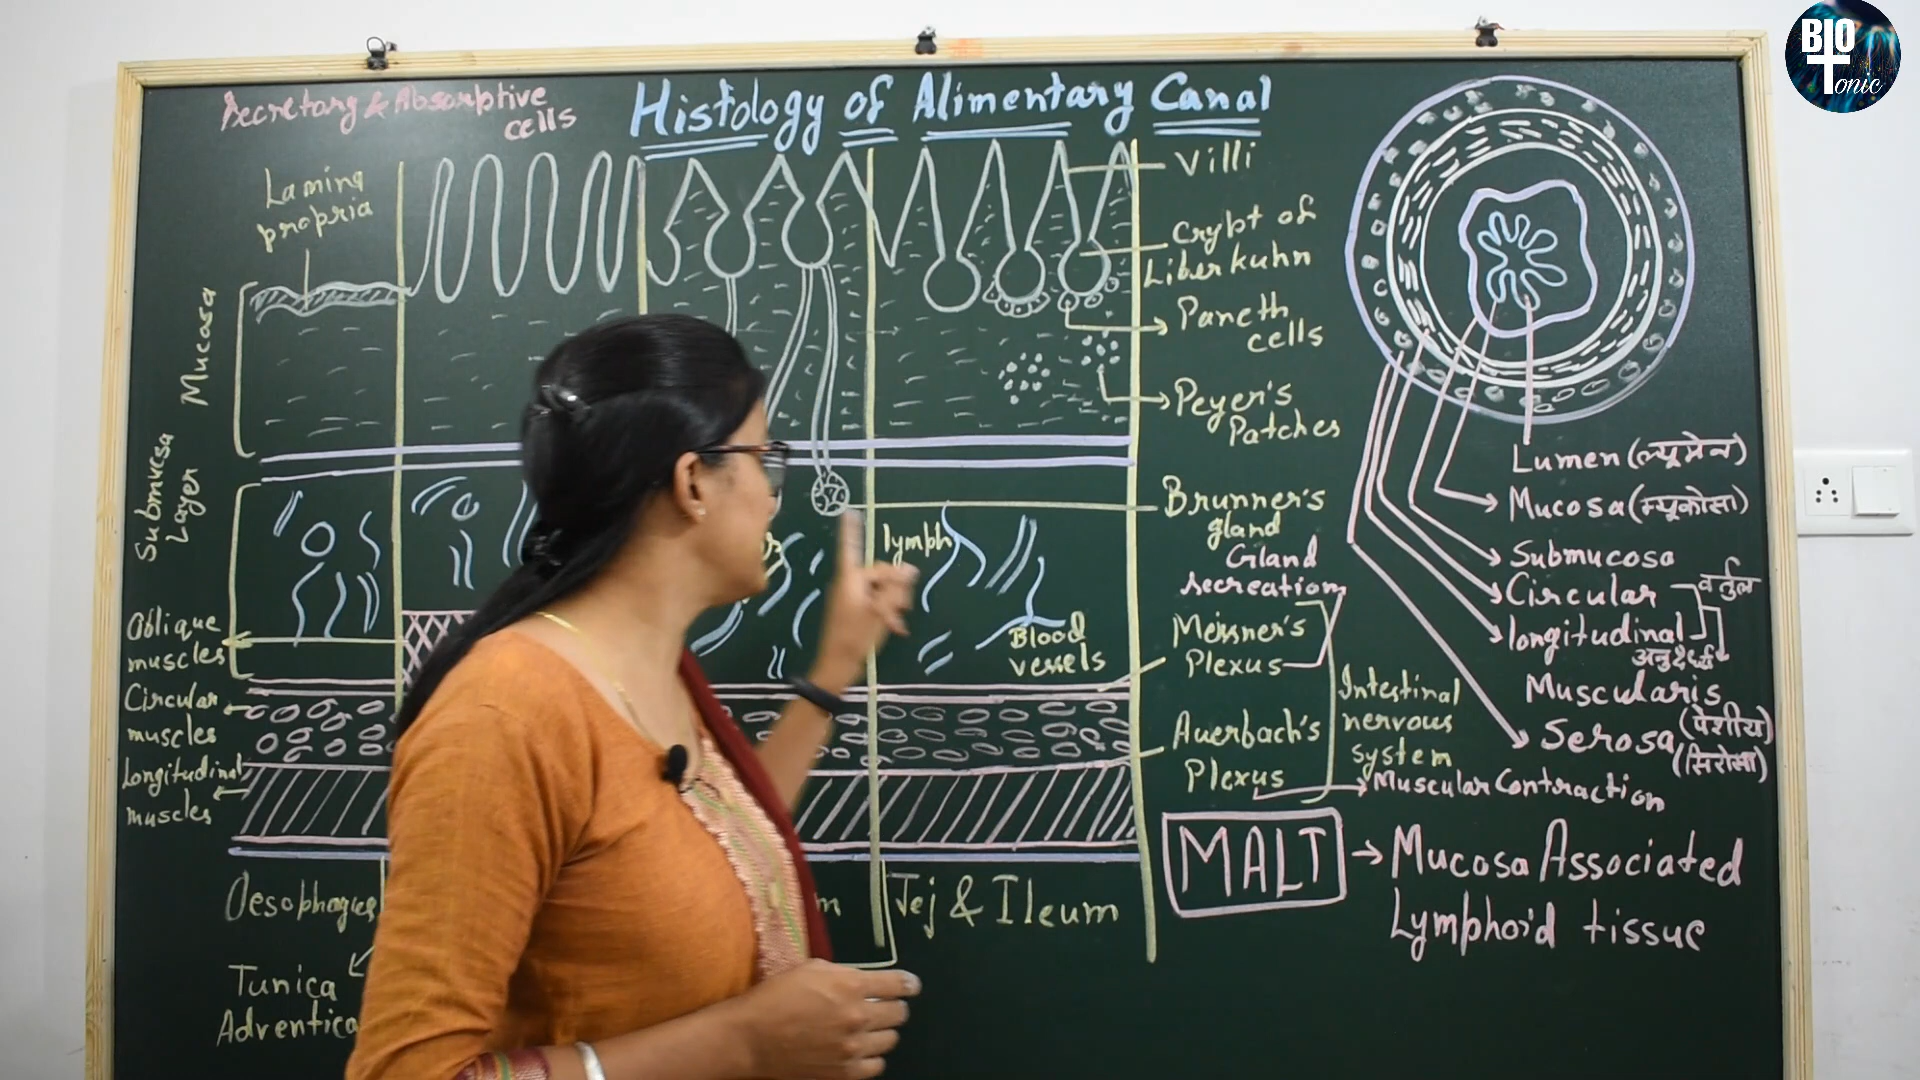 BIO
Tonic
Secretary & Absorptive
cells
Histology of Alimentary Canal
Lamina
propria
Mucosa
Submucosa
Layer
Oblique
muscles
Circular
muscles
Longitudinal
muscles
Oesophagus
Tunica
Adventica
Jej & Ileum
lymph
Blood
vessels
Villi
Crypt of
Liberkuhn
Paneth
cells
Peyer's
Patches
Brunner's
gland
Gland
secreation
Meissner's
Plexus
Auerbach's
Plexus
Intestinal
nervous
system
Muscular Contraction
Lumen (ल्यूमेन)
Mucosa (म्यूकोसा)
Submucosa
Circular
वर्तुल
longitudinal
अनुदैर्ध्य
Muscularis
(पेशीय)
Serosa
(सिरोसा)
MALT → Mucosa Associated
Lymphoid tissue